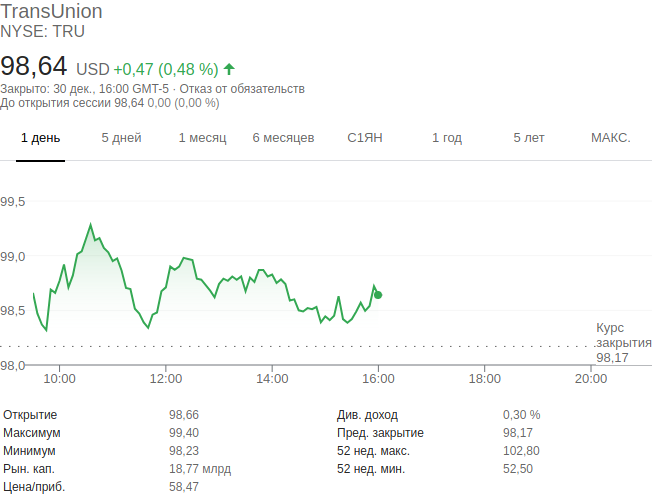 TransUnion
NYSE: TRU
98,64 USD +0,47 (0,48 %)
Закрыто: 30 дек., 16:00 GMT-5 · Отказ от обязательств
До открытия сессии 98,64 0,00 (0,00 %)
1 день 5 дней 1 месяц 6 месяцев С1ЯН 1 год 5 лет МАКС.
99,5
99,0
98,5
Курс
закрытия
98,17
98,0
10:00 12:00 14:00 16:00 18:00 20:00
Открытие 98,66 Див. доход 0,30 %
Максимум 99,40 Пред. закрытие 98,17
Минимум 98,23 52 нед. макс. 102,80
Рын. кап. 18,77 млрд 52 нед. мин. 52,50
Цена/приб. 58,47